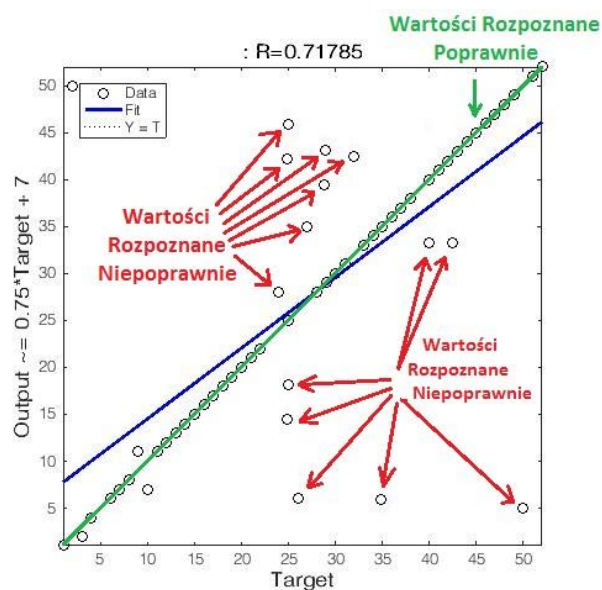 Wartości Rozpoznane
Poprawnie
: R=0.71785
Data
Fit
Y = T
Wartości
Rozpoznane
Niepoprawnie
Wartości
Rozpoznane
Niepoprawnie
Output ~= 0.75*Target + 7
50
45
40
35
30
25
20
15
10
5
5
10
15
20
25
30
35
40
45
50
Target